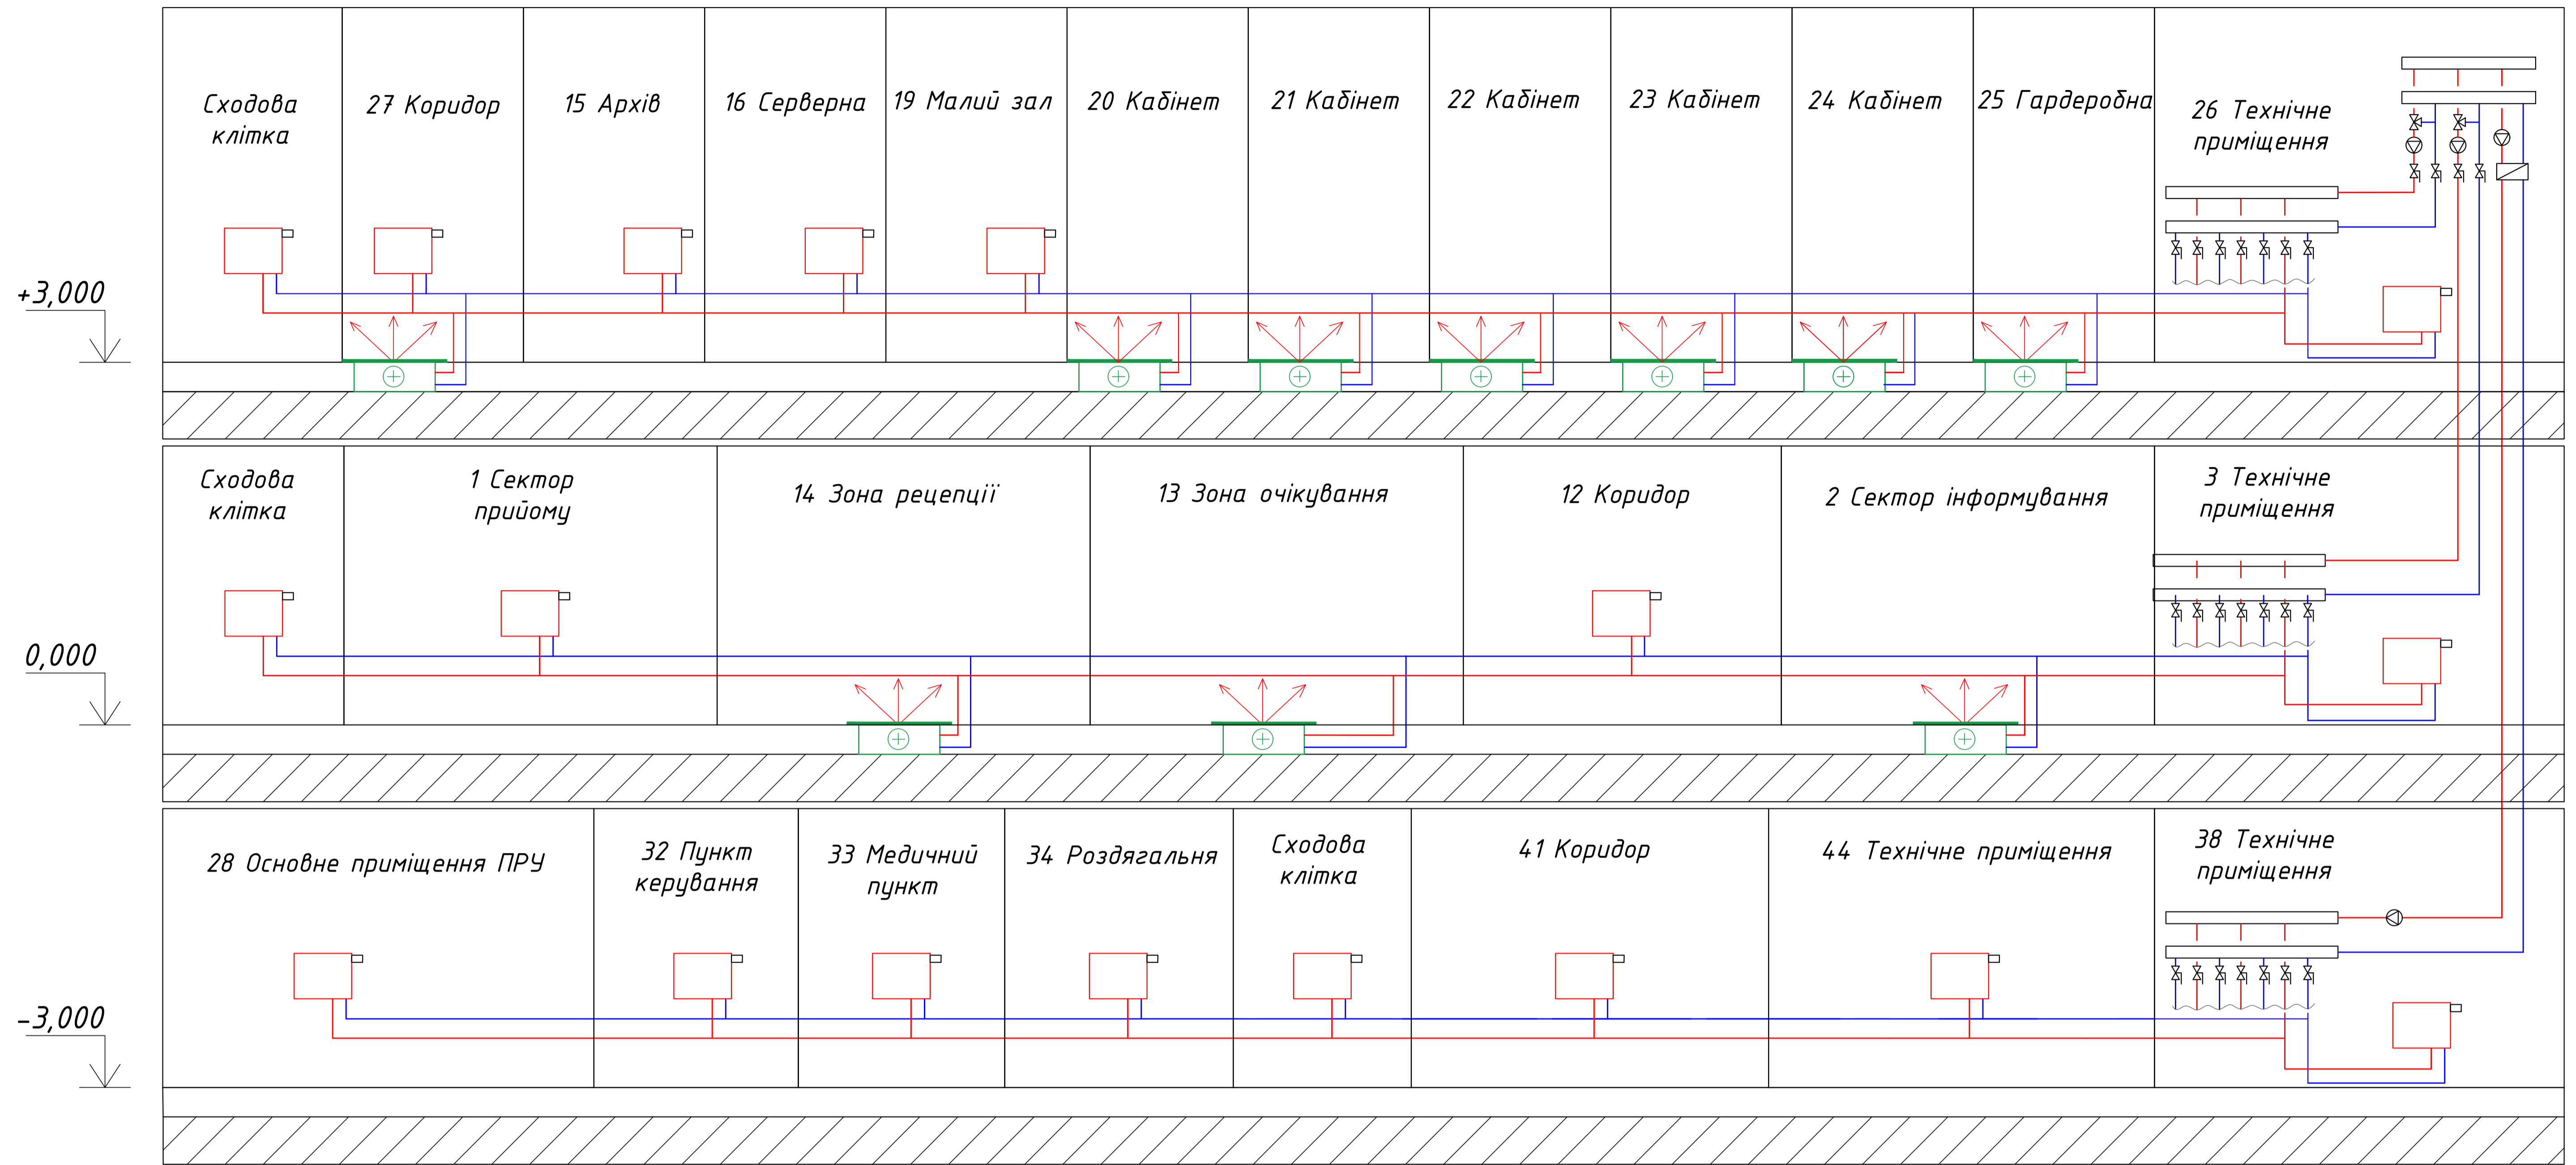 Сходова
клітка
27 Коридор
15 Архів
16 Серверна
19 Малий зал
20 Кабінет
21 Кабінет
22 Кабінет
23 Кабінет
24 Кабінет
25 Гардеробна
26 Технічне
приміщення
+3,000
Сходова
клітка
1 Сектор
прийому
14 Зона рецепції
13 Зона очікування
12 Коридор
2 Сектор інформування
3 Технічне
приміщення
0,000
28 Основне приміщення ПРУ
32 Пункт
керування
33 Медичний
пункт
34 Роздягальня
Сходова
клітка
41 Коридор
44 Технічне приміщення
38 Технічне
приміщення
-3,000